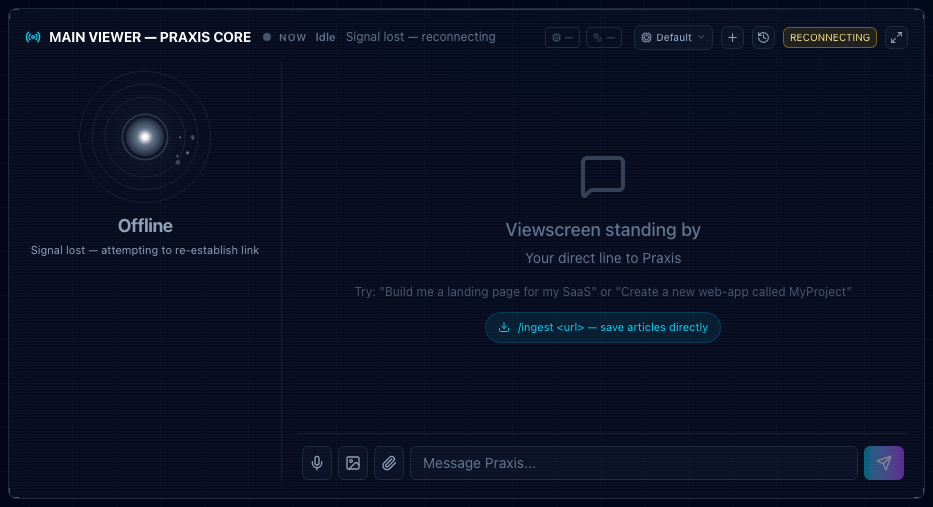 MAIN VIEWER — PRAXIS CORE NOW Idle Signal lost — reconnecting — — Default RECONNECTING
Offline
Signal lost — attempting to re-establish link
Viewscreen standing by
Your direct line to Praxis
Try: "Build me a landing page for my SaaS" or "Create a new web-app called MyProject"
/ingest <url> — save articles directly
Message Praxis...